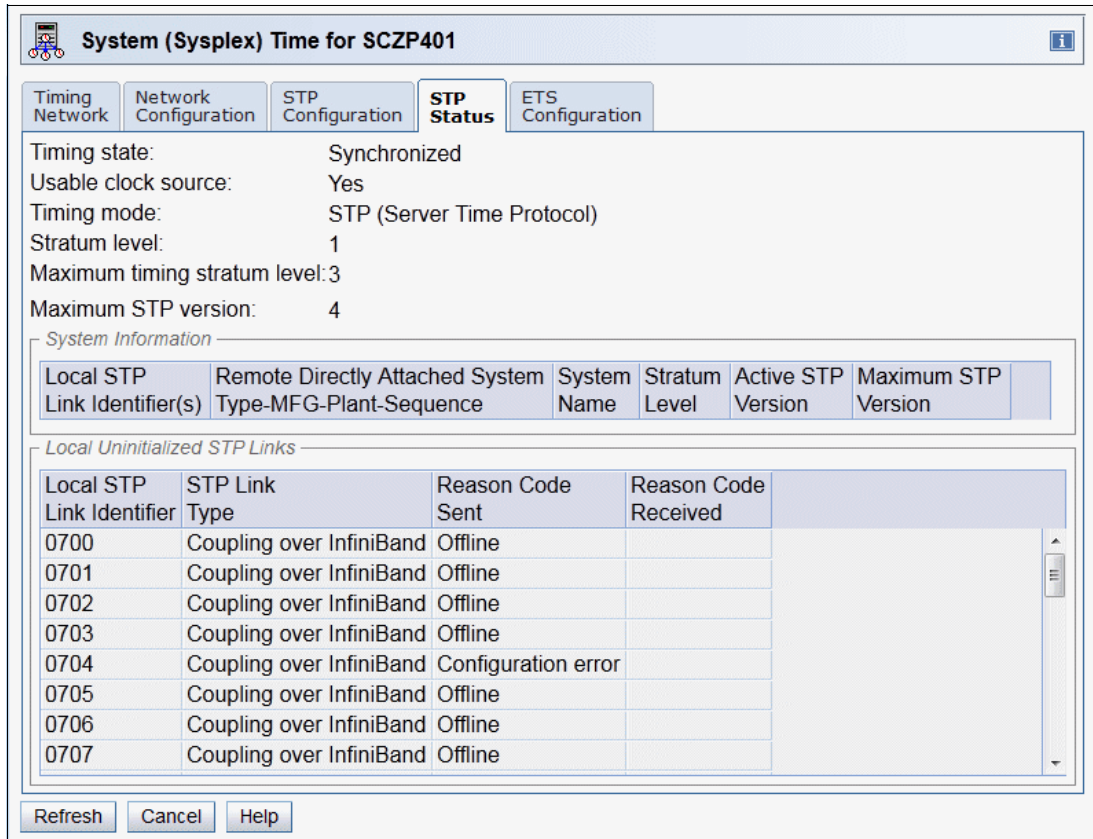 System (Sysplex) Time for SCZP401
i
Timing Network
Network Configuration
STP Configuration
STP Status
ETS Configuration
Timing state: Synchronized
Usable clock source: Yes
Timing mode: STP (Server Time Protocol)
Stratum level: 1
Maximum timing stratum level: 3
Maximum STP version: 4
System Information
Local STP Link Identifier(s) Remote Directly Attached System Type-MFG-Plant-Sequence System Name Stratum Level Active STP Version Maximum STP Version
Local Uninitialized STP Links
Local STP Link Identifier STP Link Type Reason Code Sent Reason Code Received
0700 Coupling over InfiniBand Offline
0701 Coupling over InfiniBand Offline
0702 Coupling over InfiniBand Offline
0703 Coupling over InfiniBand Offline
0704 Coupling over InfiniBand Configuration error
0705 Coupling over InfiniBand Offline
0706 Coupling over InfiniBand Offline
0707 Coupling over InfiniBand Offline
Refresh Cancel Help